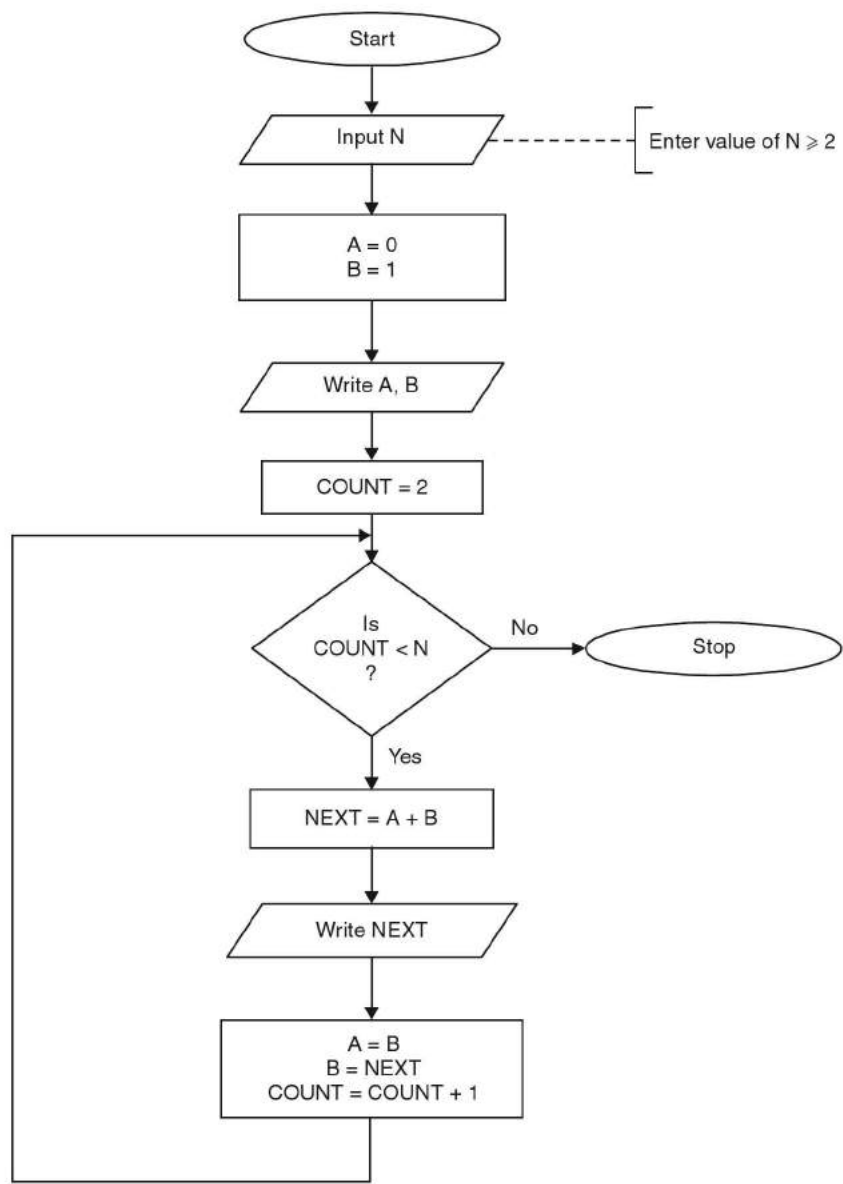 Start
Input N
Enter value of N ⩾ 2
A = 0
B = 1
Write A, B
COUNT = 2
Is
COUNT < N
?
No
Stop
Yes
NEXT = A + B
Write NEXT
A = B
B = NEXT
COUNT = COUNT + 1